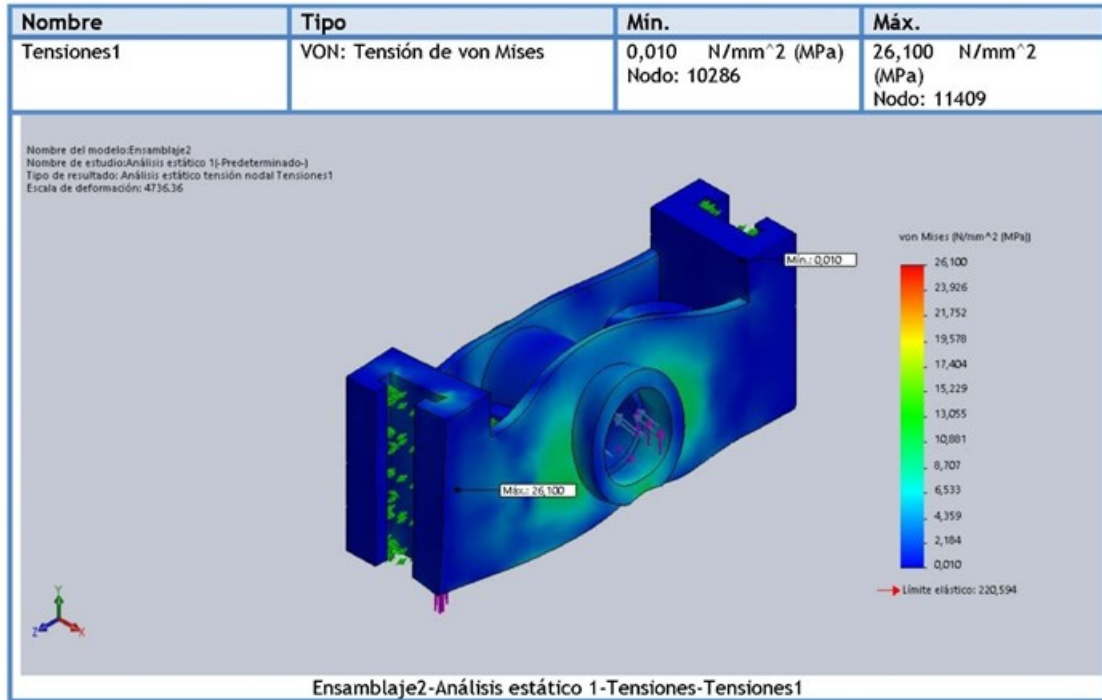 Nombre Tipo Mín. Máx.
Tensiones1 VON: Tensión de von Mises 0,010 N/mm^2 (MPa) 26,100 N/mm^2
Nodo: 10286 (MPa)
Nodo: 11409
Nombre del modelo:Ensamblaje2
Nombre de estudio:Análisis estático 1(-Predeterminado-)
Tipo de resultado: Análisis estático tensión nodal Tensiones1
Escala de deformación: 4736.36
von Mises (N/mm^2 (MPa))
Mín.: 0,010
26,100
23,926
21,752
19,578
17,404
15,229
13,055
10,881
8,707
6,533
4,359
2,184
0,010
Máx.: 26,100
Límite elástico: 220,594
Y
Z X
Ensamblaje2-Análisis estático 1-Tensiones-Tensiones1